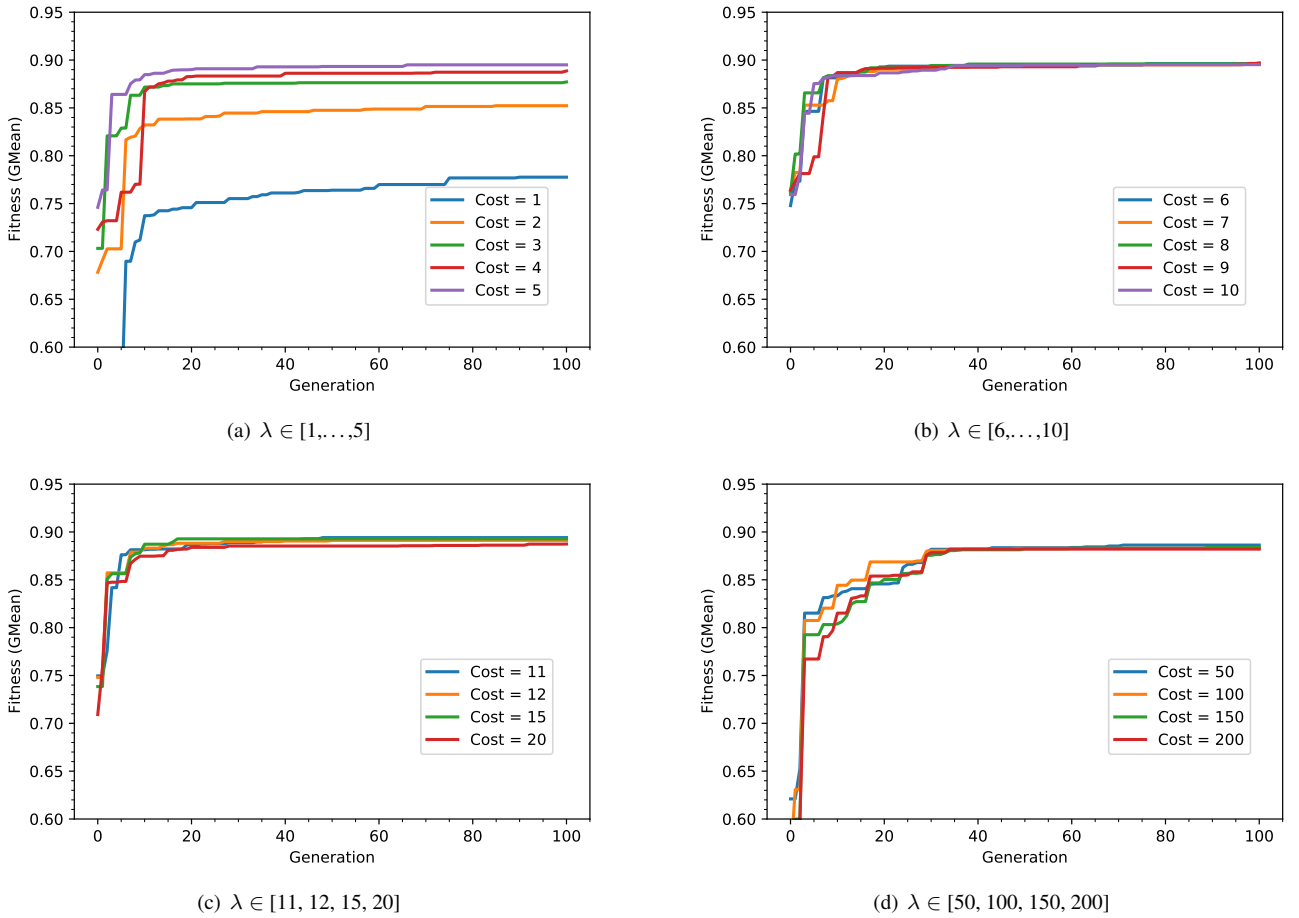 0.95
0.90
0.85
0.80
0.75
0.70
0.65
0.60
Fitness (GMean)
0 20 40 60 80 100
Generation
Cost = 1
Cost = 2
Cost = 3
Cost = 4
Cost = 5
(a) λ ∈ [1,...,5]
0.95
0.90
0.85
0.80
0.75
0.70
0.65
0.60
Fitness (GMean)
0 20 40 60 80 100
Generation
Cost = 6
Cost = 7
Cost = 8
Cost = 9
Cost = 10
(b) λ ∈ [6,...,10]
0.95
0.90
0.85
0.80
0.75
0.70
0.65
0.60
Fitness (GMean)
0 20 40 60 80 100
Generation
Cost = 11
Cost = 12
Cost = 15
Cost = 20
(c) λ ∈ [11, 12, 15, 20]
0.95
0.90
0.85
0.80
0.75
0.70
0.65
0.60
Fitness (GMean)
0 20 40 60 80 100
Generation
Cost = 50
Cost = 100
Cost = 150
Cost = 200
(d) λ ∈ [50, 100, 150, 200]